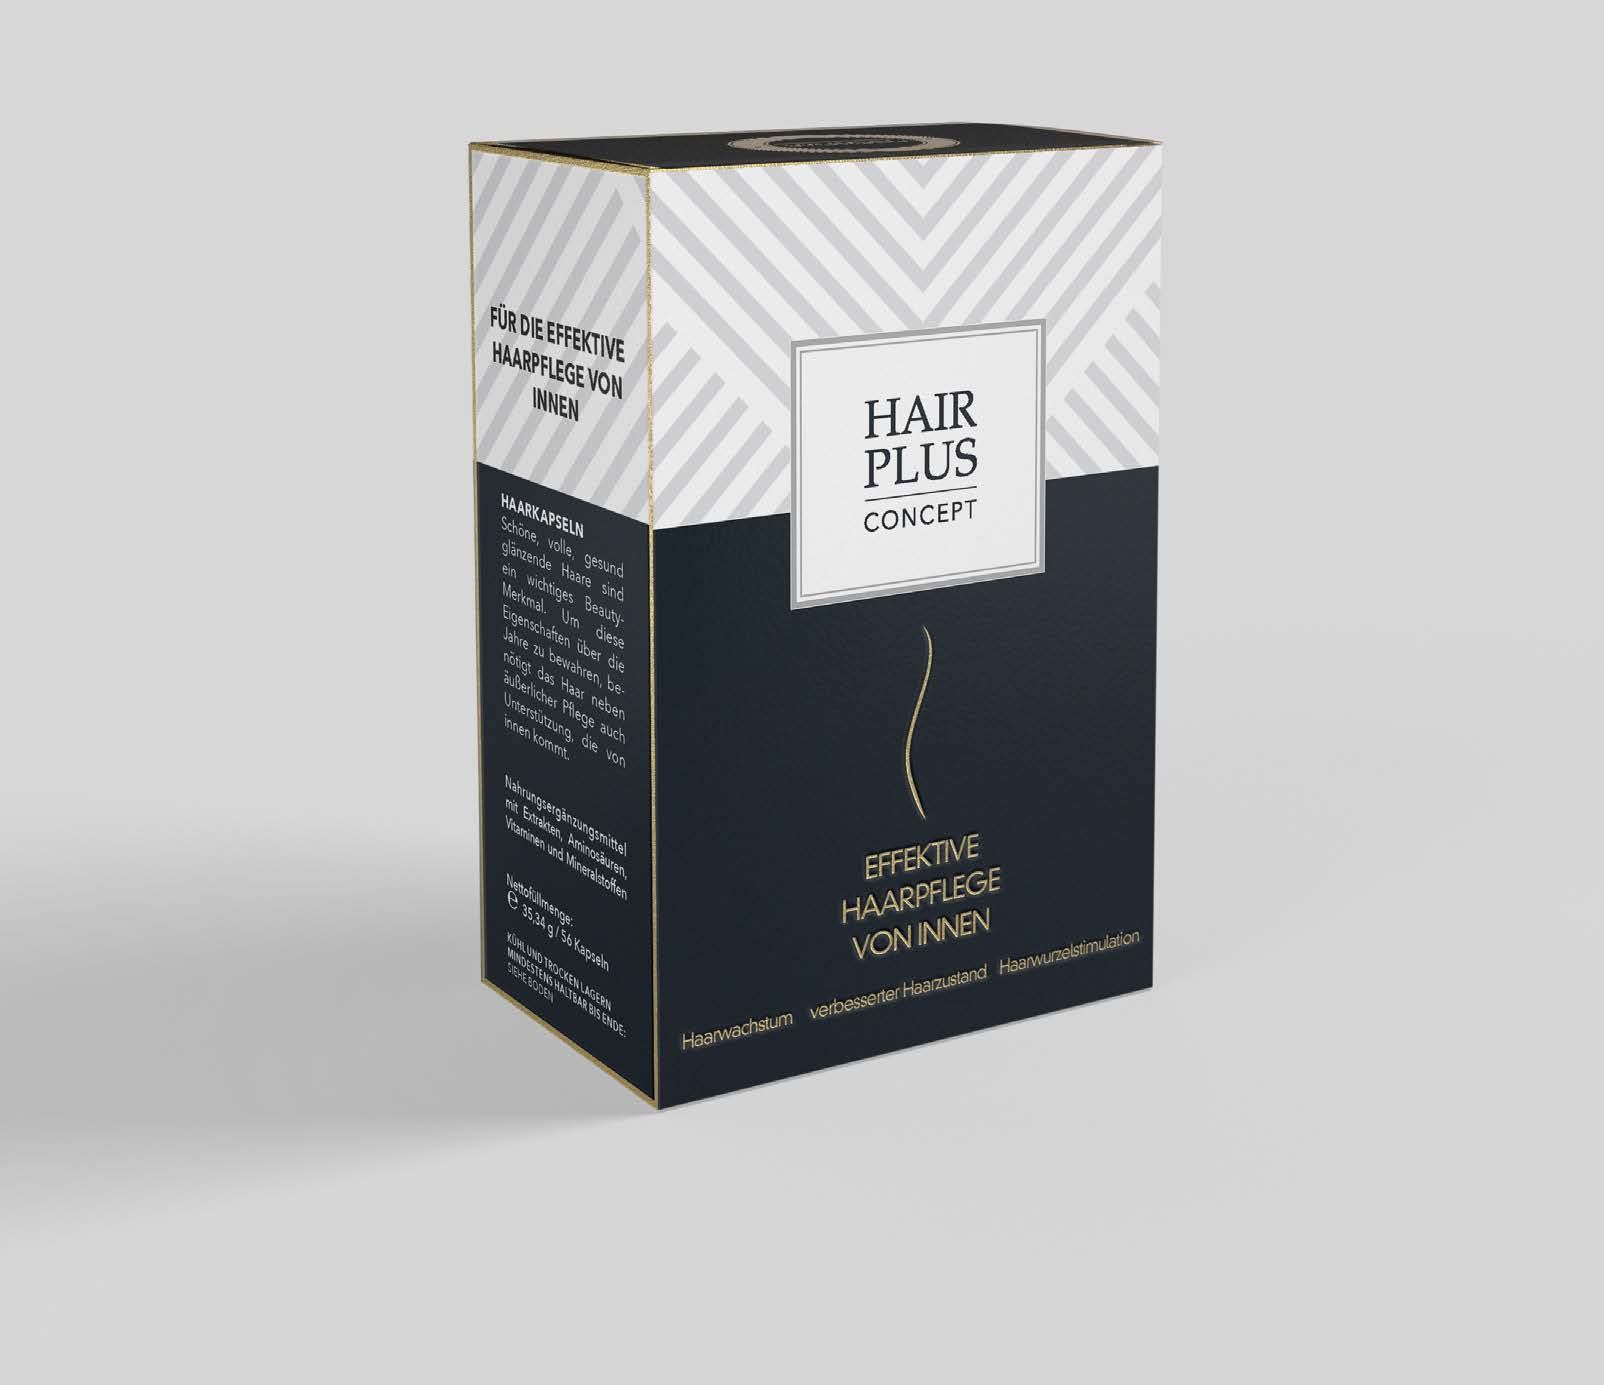 FÜR DIE EFFEKTIVE
HAARPFLEGE VON
INNEN
HAARKAPSELN
Schöne, volle, gesund
glänzende Haare sind
ein wichtiges Beauty-
Merkmal. Um diese
Eigenschaften über die
Jahre zu bewahren, be-
nötigt das Haar neben
äußerlicher Pflege auch
Unterstützung, die von
innen kommt.
Nahrungsergänzungsmittel
mit Extrakten, Aminosäuren,
Vitaminen und Mineralstoffen
Nettofüllmenge:
℮ 35,34 g / 56 Kapseln
KÜHL UND TROCKEN LAGERN
MINDESTENS HALTBAR BIS ENDE:
SIEHE BODEN
HAIR
PLUS
CONCEPT
EFFEKTIVE
HAARPFLEGE
VON INNEN
Haarwachstum verbesserter Haarzustand Haarwurzelstimulation